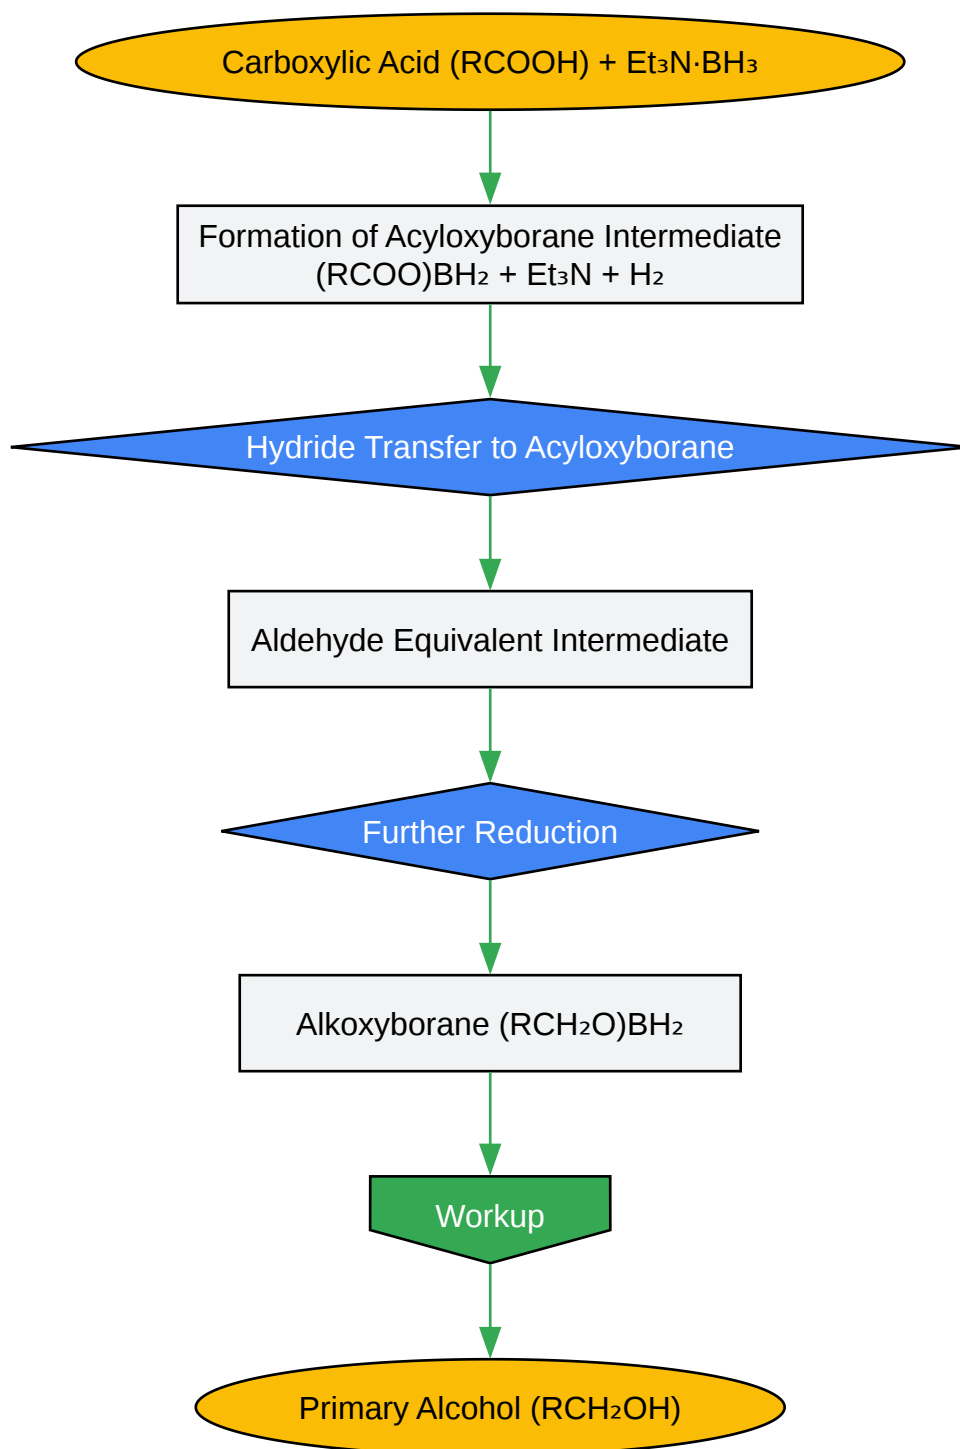 Carboxylic Acid (RCOOH) + Et₃N·BH₃
Formation of Acyloxyborane Intermediate
(RCOO)BH₂ + Et₃N + H₂
Hydride Transfer to Acyloxyborane
Aldehyde Equivalent Intermediate
Further Reduction
Alkoxyborane (RCH₂O)BH₂
Workup
Primary Alcohol (RCH₂OH)